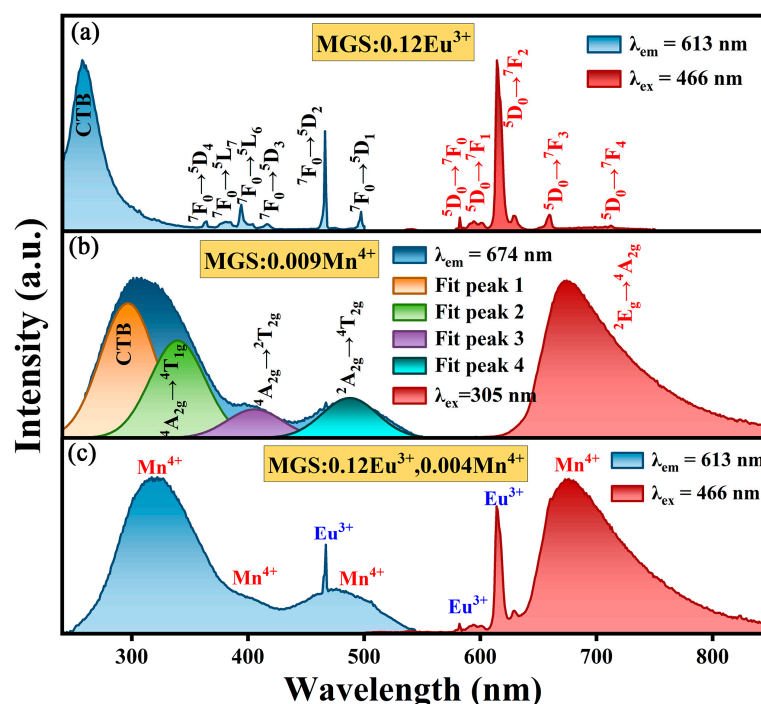 (a)
MGS:0.12Eu³⁺
λem = 613 nm
λex = 466 nm
CTB
⁷F₀→⁵D₄
⁷F₀→⁵L₇
⁷F₀→⁵L₆
⁷F₀→⁵D₃
⁷F₀→⁵D₂
⁷F₀→⁵D₁
⁵D₀→⁷F₀
⁵D₀→⁷F₁
⁵D₀→⁷F₂
⁵D₀→⁷F₃
⁵D₀→⁷F₄
(b)
MGS:0.009Mn⁴⁺
λem = 674 nm
Fit peak 1
Fit peak 2
Fit peak 3
Fit peak 4
λex=305 nm
CTB
⁴A₂g→⁴T₁g
⁴A₂g→²T₂g
²A₂g→⁴T₂g
²Eg→⁴A₂g
(c)
MGS:0.12Eu³⁺,0.004Mn⁴⁺
λem = 613 nm
λex = 466 nm
Mn⁴⁺
Mn⁴⁺
Eu³⁺
Mn⁴⁺
Eu³⁺
Eu³⁺
Mn⁴⁺
Intensity (a.u.)
300 400 500 600 700 800
Wavelength (nm)